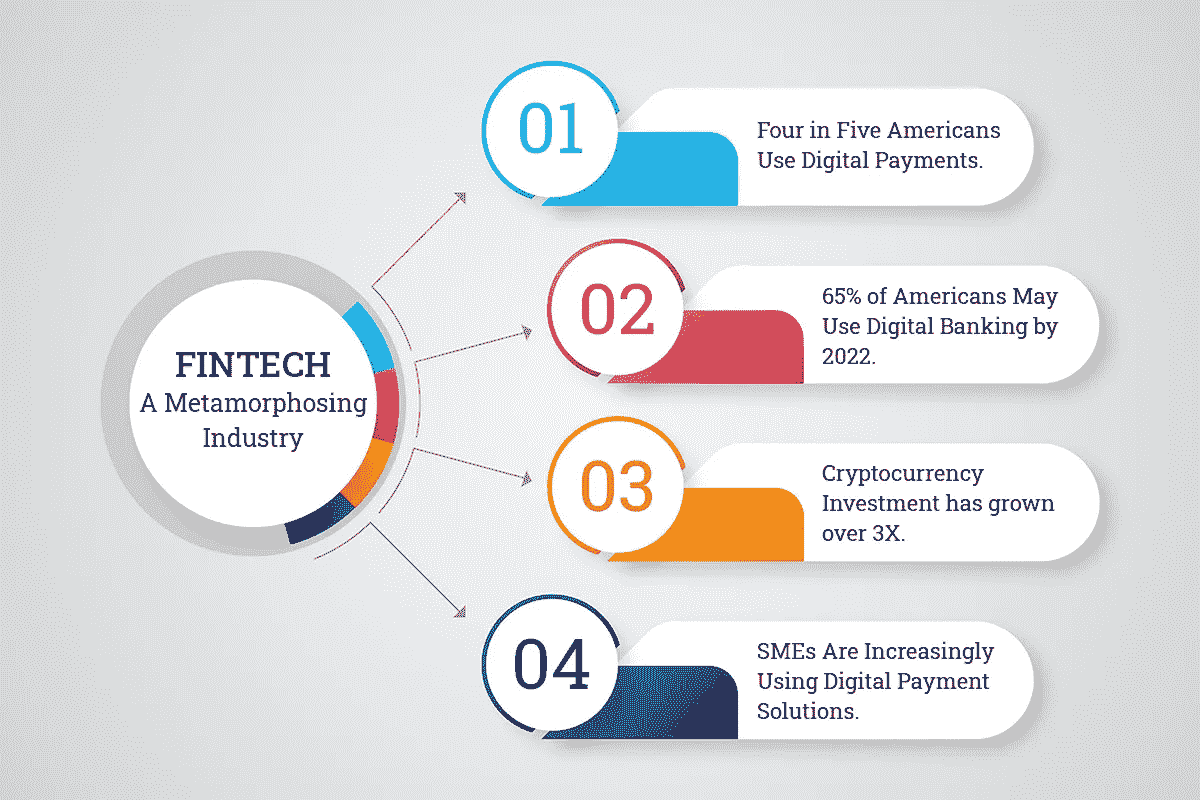 FINTECH
A Metamorphosing
Industry
01
Four in Five Americans
Use Digital Payments.
02
65% of Americans May
Use Digital Banking by
2022.
03
Cryptocurrency
Investment has grown
over 3X.
04
SMEs Are Increasingly
Using Digital Payment
Solutions.